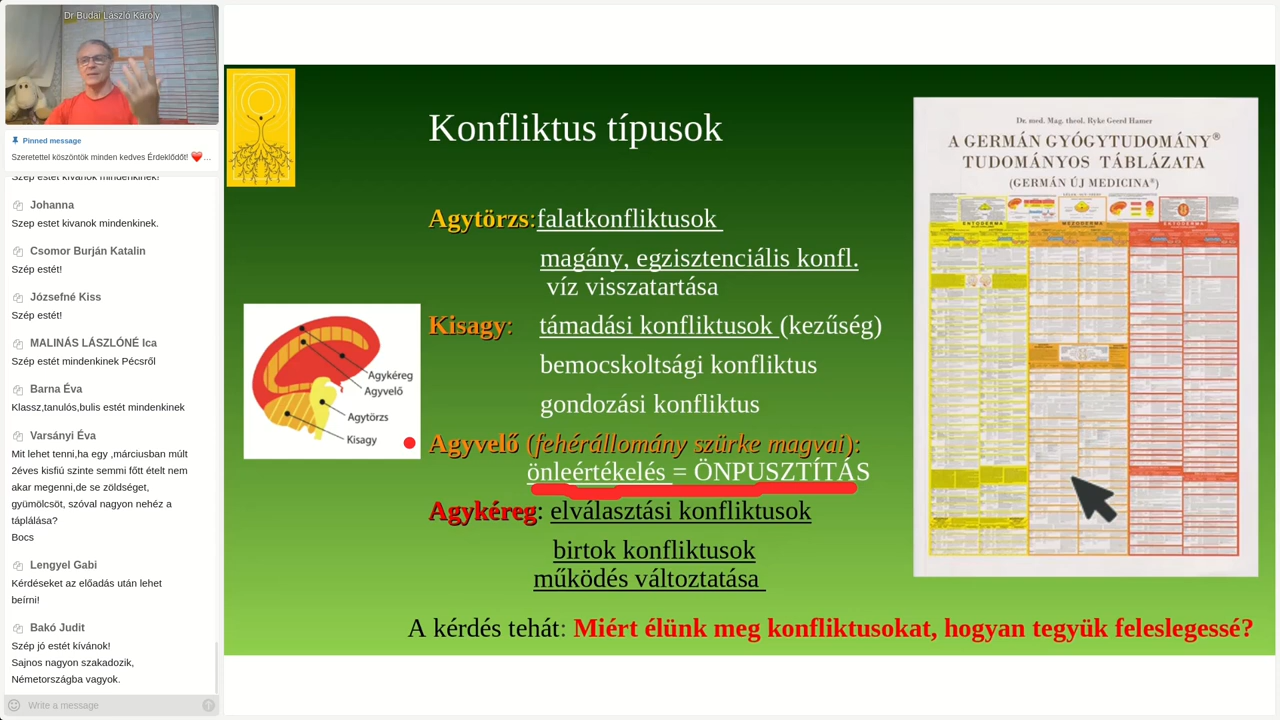 Dr Budai László Károly
Pinned message
Szeretettel köszöntök minden kedves Érdeklődőt! ❤️...
Szép estét kívánok mindenkinek!
Johanna
Szep estet kivanok mindenkinek.
Csomor Burján Katalin
Szép estét!
Józsefné Kiss
Szép estét!
MALINÁS LÁSZLÓNÉ Ica
Szép estét mindenkinek Pécsről
Barna Éva
Klassz,tanulós,bulis estét mindenkinek
Varsányi Éva
Mit lehet tenni,ha egy ,márciusban múlt
2éves kisfiú szinte semmi főtt ételt nem
akar megenni,de se zöldséget,
gyümölcsöt, szóval nagyon nehéz a
táplálása?
Bocs
Lengyel Gabi
Kérdéseket az előadás után lehet
beírni!
Bakó Judit
Szép jó estét kívánok!
Sajnos nagyon szakadozik,
Németországba vagyok.
Write a message
Konfliktus típusok
Agytörzs:falatkonfliktusok
magány, egzisztenciális konfl.
víz visszatartása
Kisagy: támadási konfliktusok (kezűség)
bemocskoltsági konfliktus
gondozási konfliktus
Agyvelő (fehérállomány szürke magvai):
önleértékelés = ÖNPUSZTÍTÁS
Agykéreg: elválasztási konfliktusok
birtok konfliktusok
működés változtatása
A kérdés tehát: Miért élünk meg konfliktusokat, hogyan tegyük feleslegessé?
Agykéreg
Agyvelő
Agytörzs
Kisagy
Dr. med. Mag. theol. Ryke Geerd Hamer
A GERMÁN GYÓGYTUDOMÁNY®
TUDOMÁNYOS TÁBLÁZATA
(GERMÁN ÚJ MEDICINA®)
ENTODERMA
MEZODERMA
EKTODERMA